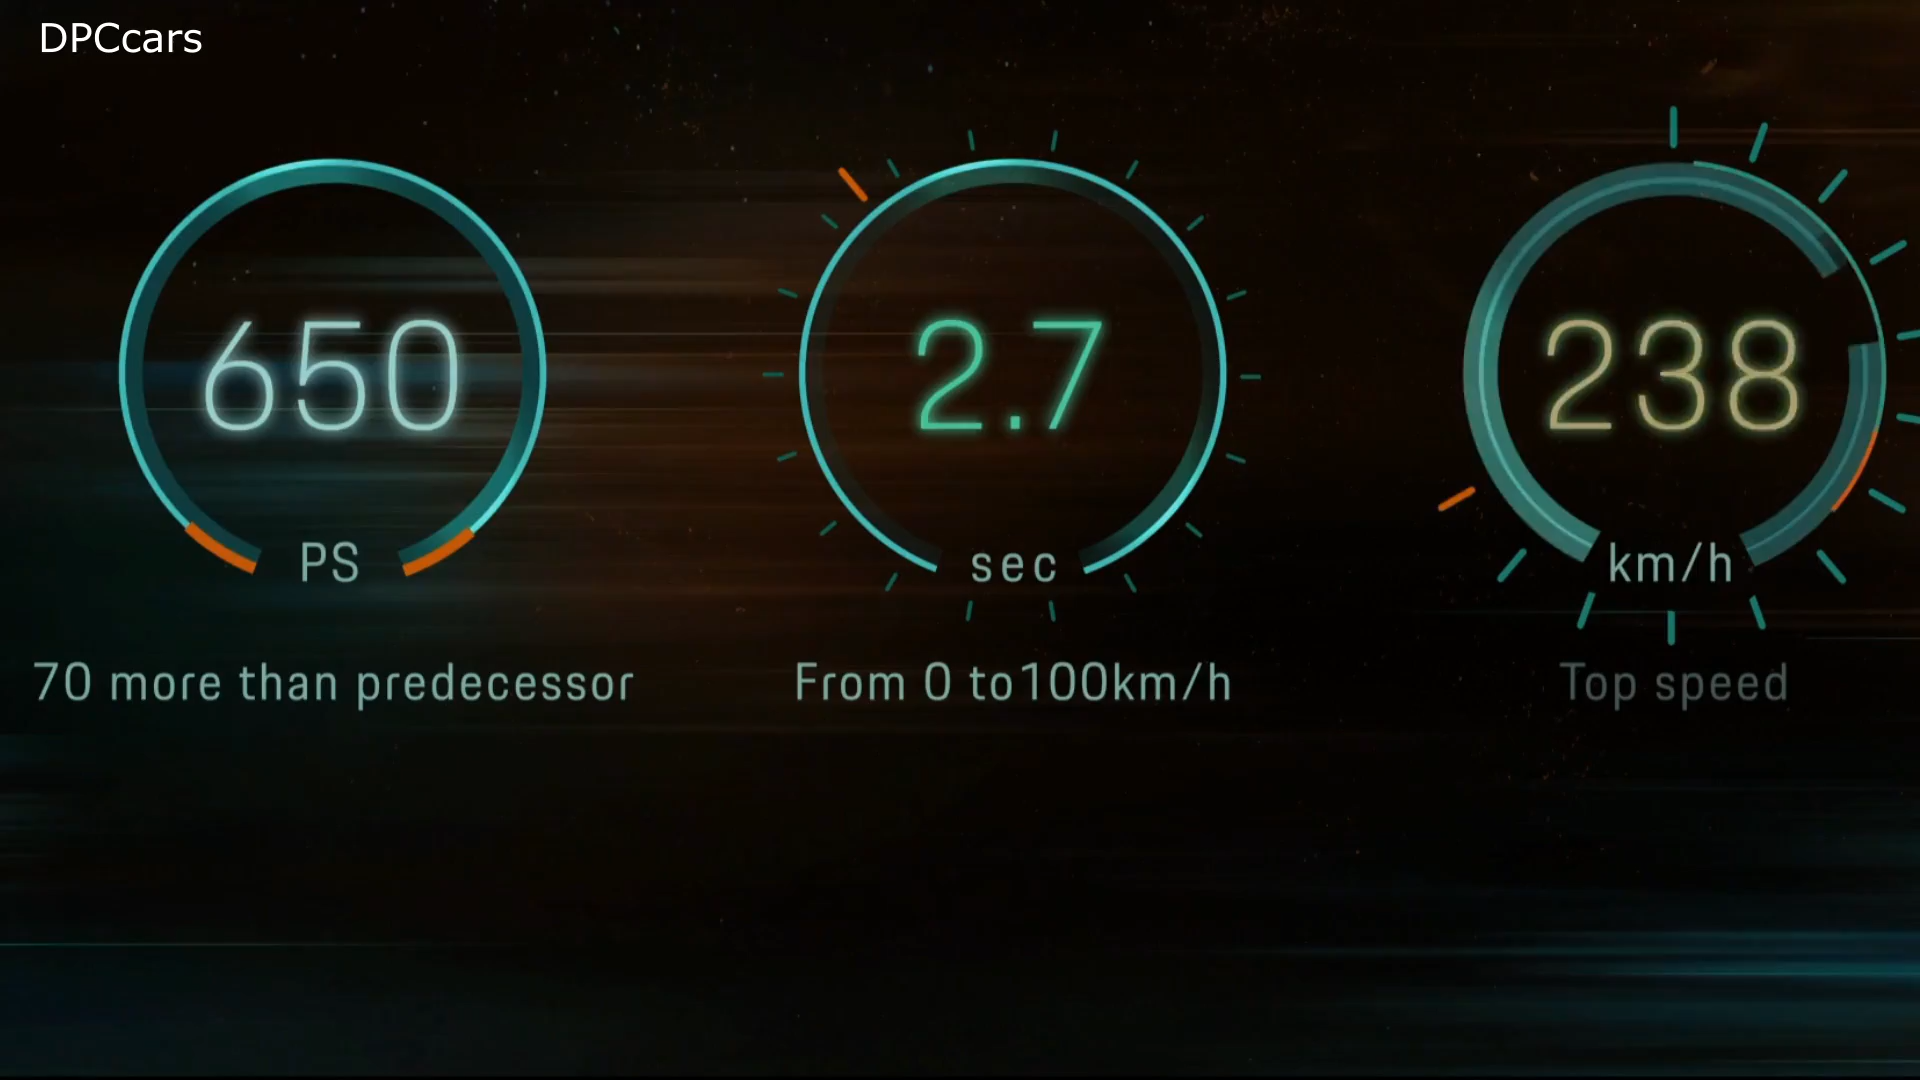 DPCcars
650
PS
70 more than predecessor
2.7
sec
From 0 to100km/h
238
km/h
Top speed